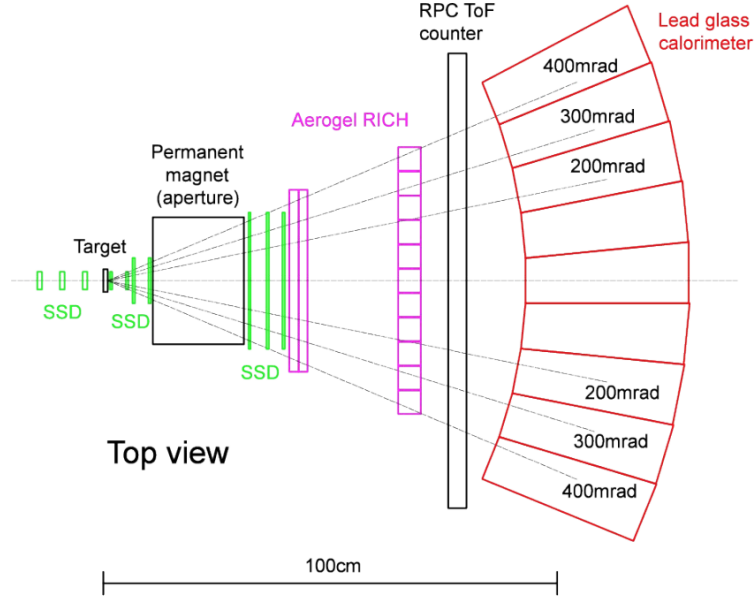 RPC ToF
counter
Lead glass
calorimeter
400mrad
Aerogel RICH
300mrad
Permanent
magnet
(aperture)
200mrad
Target
SSD
SSD
SSD
200mrad
300mrad
Top view
400mrad
100cm